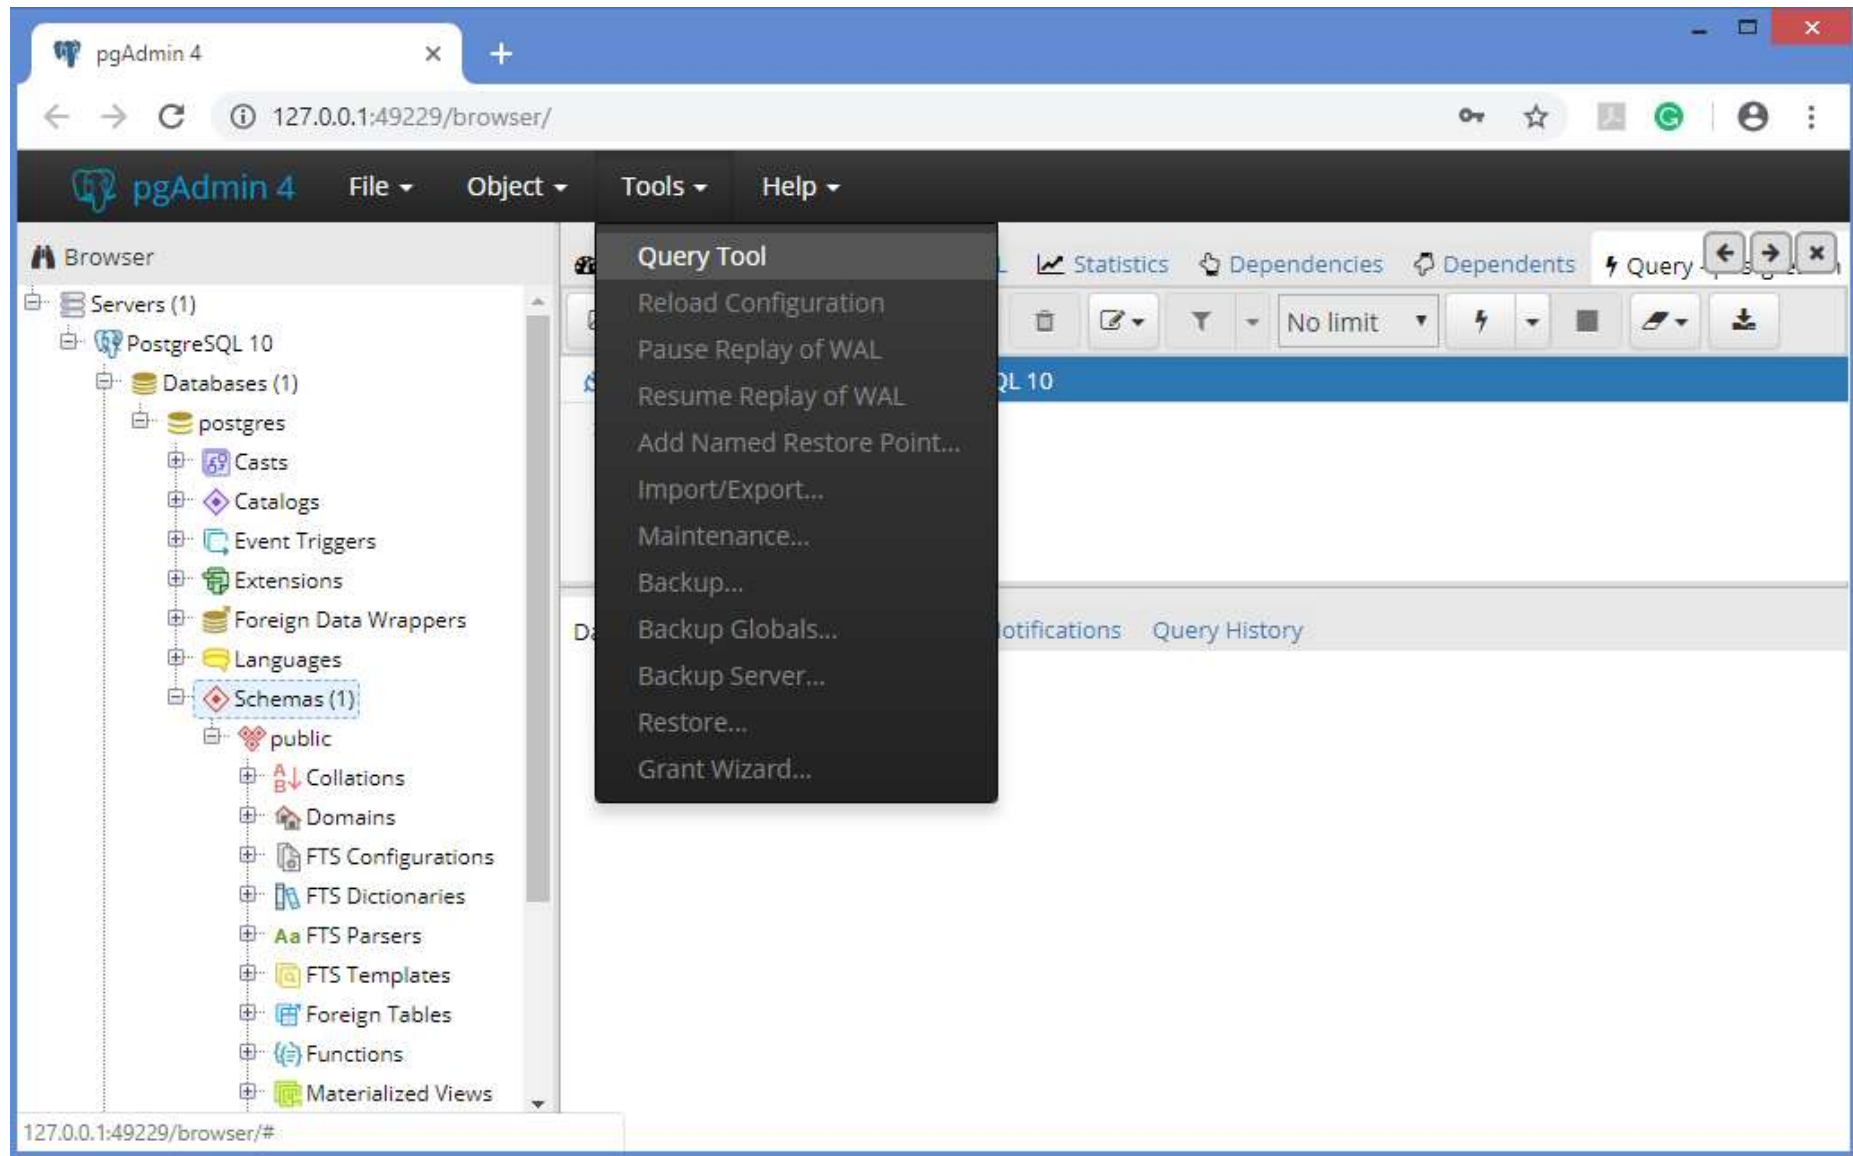 pgAdmin 4
127.0.0.1:49229/browser/
pgAdmin 4 File Object Tools Help
Browser
Servers (1)
PostgreSQL 10
Databases (1)
postgres
Casts
Catalogs
Event Triggers
Extensions
Foreign Data Wrappers
Languages
Schemas (1)
public
Collations
Domains
FTS Configurations
FTS Dictionaries
Aa FTS Parsers
FTS Templates
Foreign Tables
Functions
Materialized Views
127.0.0.1:49229/browser/#
Query Tool
Reload Configuration
Pause Replay of WAL
Resume Replay of WAL
Add Named Restore Point...
Import/Export...
Maintenance...
Backup...
Backup Globals...
Backup Server...
Restore...
Grant Wizard...
Statistics Dependencies Dependents Query
No limit
QL 10
otifications Query History